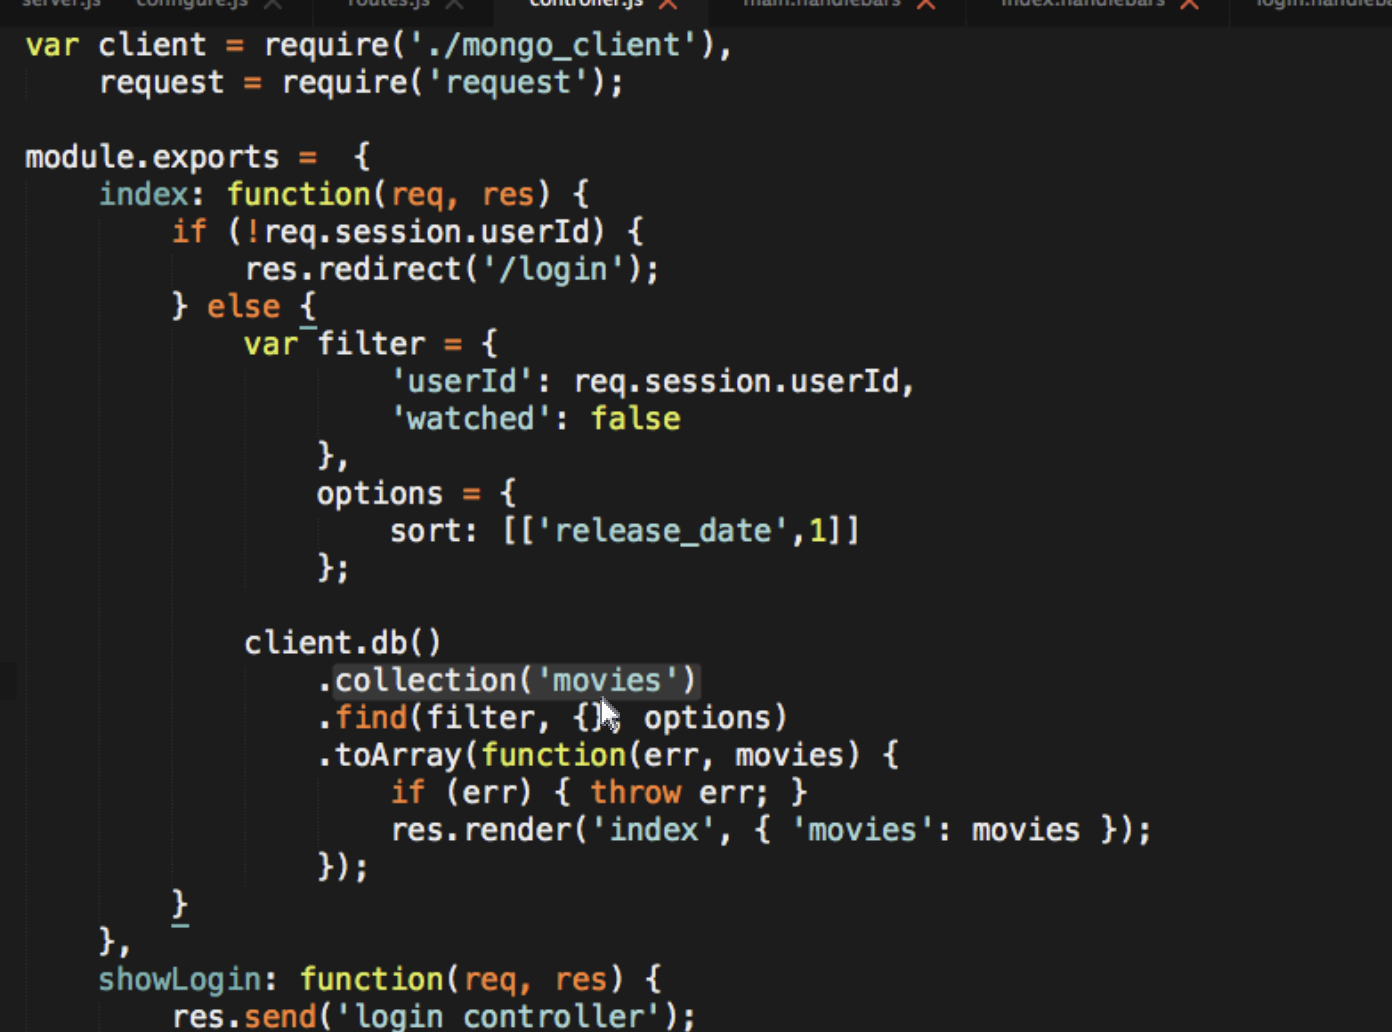 server.js configure.js routes.js controller.js main.handlebars index.handlebars
var client = require('./mongo_client'),
request = require('request');
module.exports = {
index: function(req, res) {
if (!req.session.userId) {
res.redirect('/login');
} else {
var filter = {
'userId': req.session.userId,
'watched': false
},
options = {
sort: [['release_date',1]]
};
client.db()
.collection('movies')
.find(filter, {}, options)
.toArray(function(err, movies) {
if (err) { throw err; }
res.render('index', { 'movies': movies });
});
}
},
showLogin: function(req, res) {
res.send('login controller');